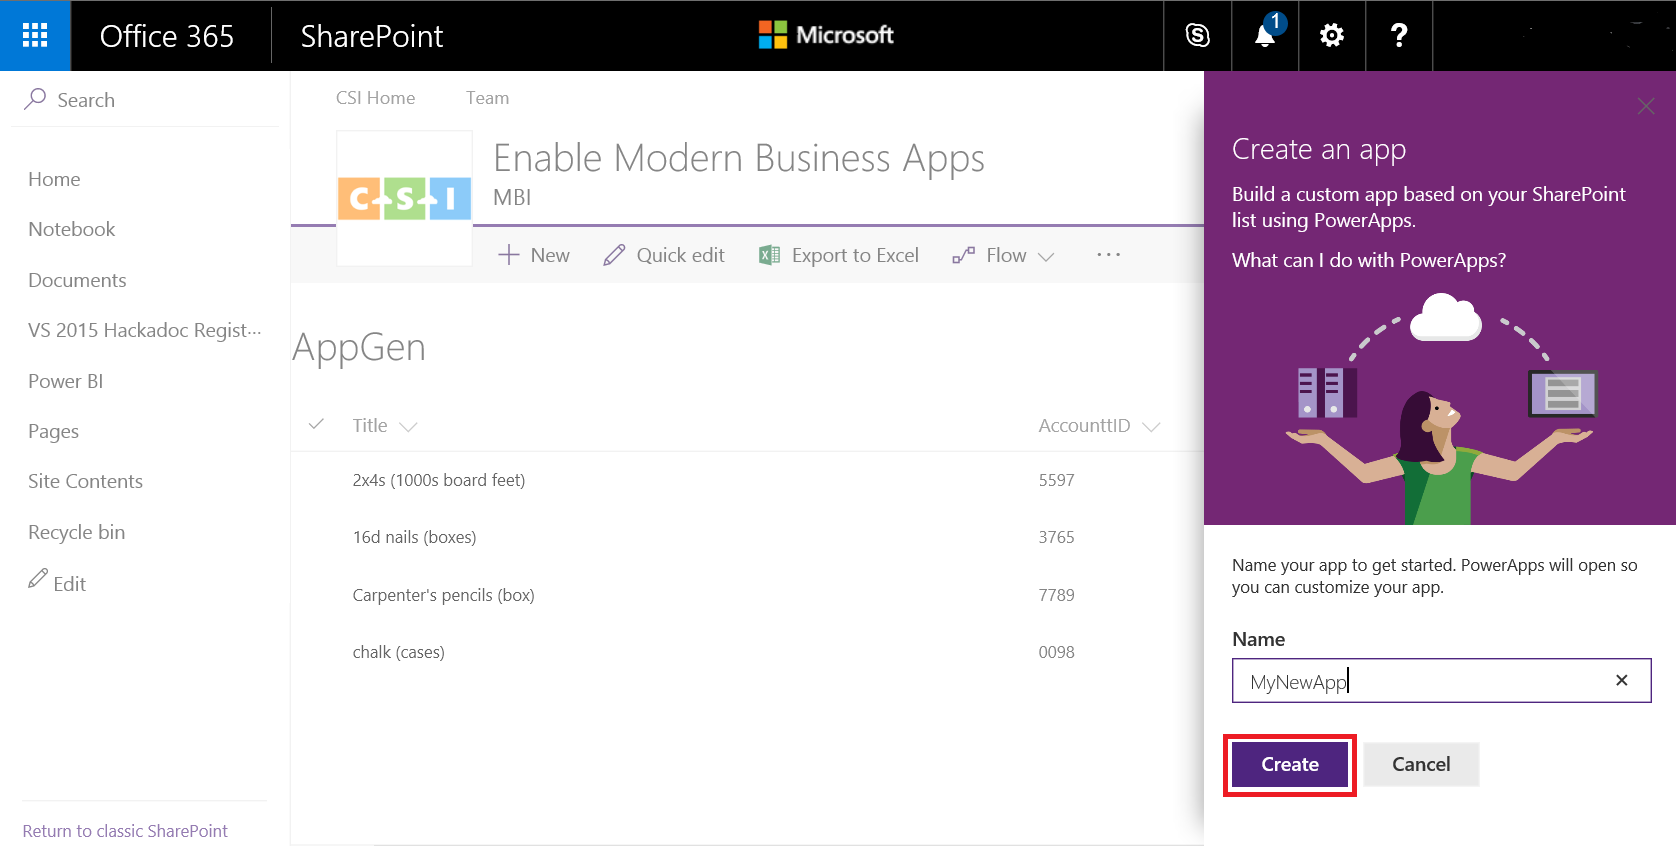 Office 365
SharePoint
Microsoft
1
?
Search
Home
Notebook
Documents
VS 2015 Hackadoc Regist...
Power BI
Pages
Site Contents
Recycle bin
Edit
Return to classic SharePoint
CSI Home
Team
C+S+I
Enable Modern Business Apps
MBI
New
Quick edit
Export to Excel
Flow
...
AppGen
Title
AccounttID
2x4s (1000s board feet)
5597
16d nails (boxes)
3765
Carpenter's pencils (box)
7789
chalk (cases)
0098
Create an app
Build a custom app based on your SharePoint
list using PowerApps.
What can I do with PowerApps?
Name your app to get started. PowerApps will open so
you can customize your app.
Name
MyNewApp
Create
Cancel